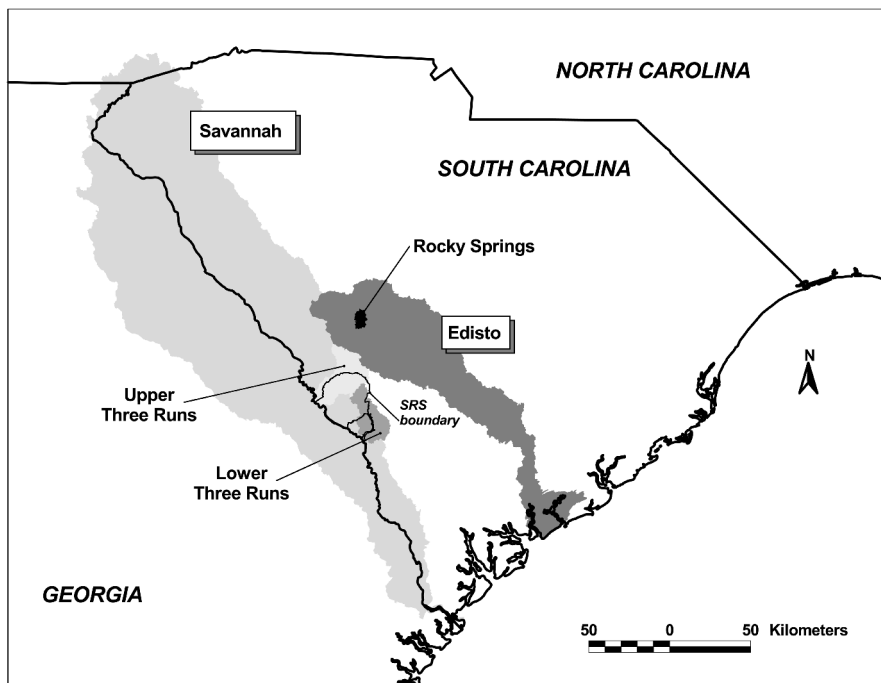 NORTH CAROLINA
Savannah
SOUTH CAROLINA
Rocky Springs
Edisto
N
Upper
Three Runs
SRS
boundary
Lower
Three Runs
GEORGIA
50 0 50 Kilometers